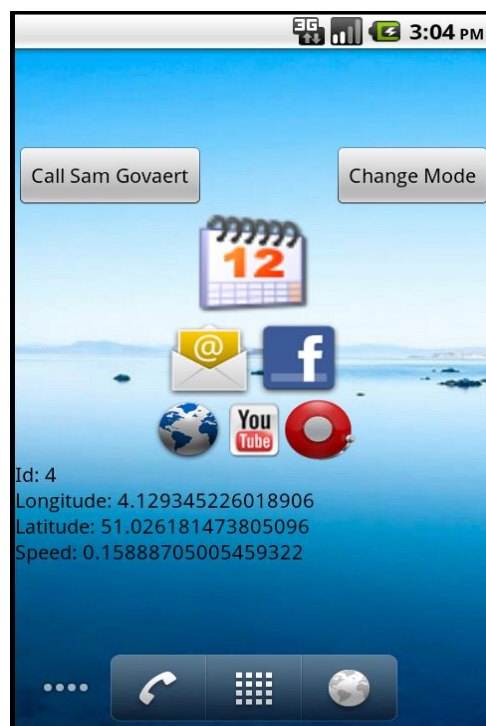 3G 3:04 PM
Call Sam Govaert Change Mode
12
@
f
You
Tube
Id: 4
Longitude: 4.129345226018906
Latitude: 51.026181473805096
Speed: 0.15888705005459322